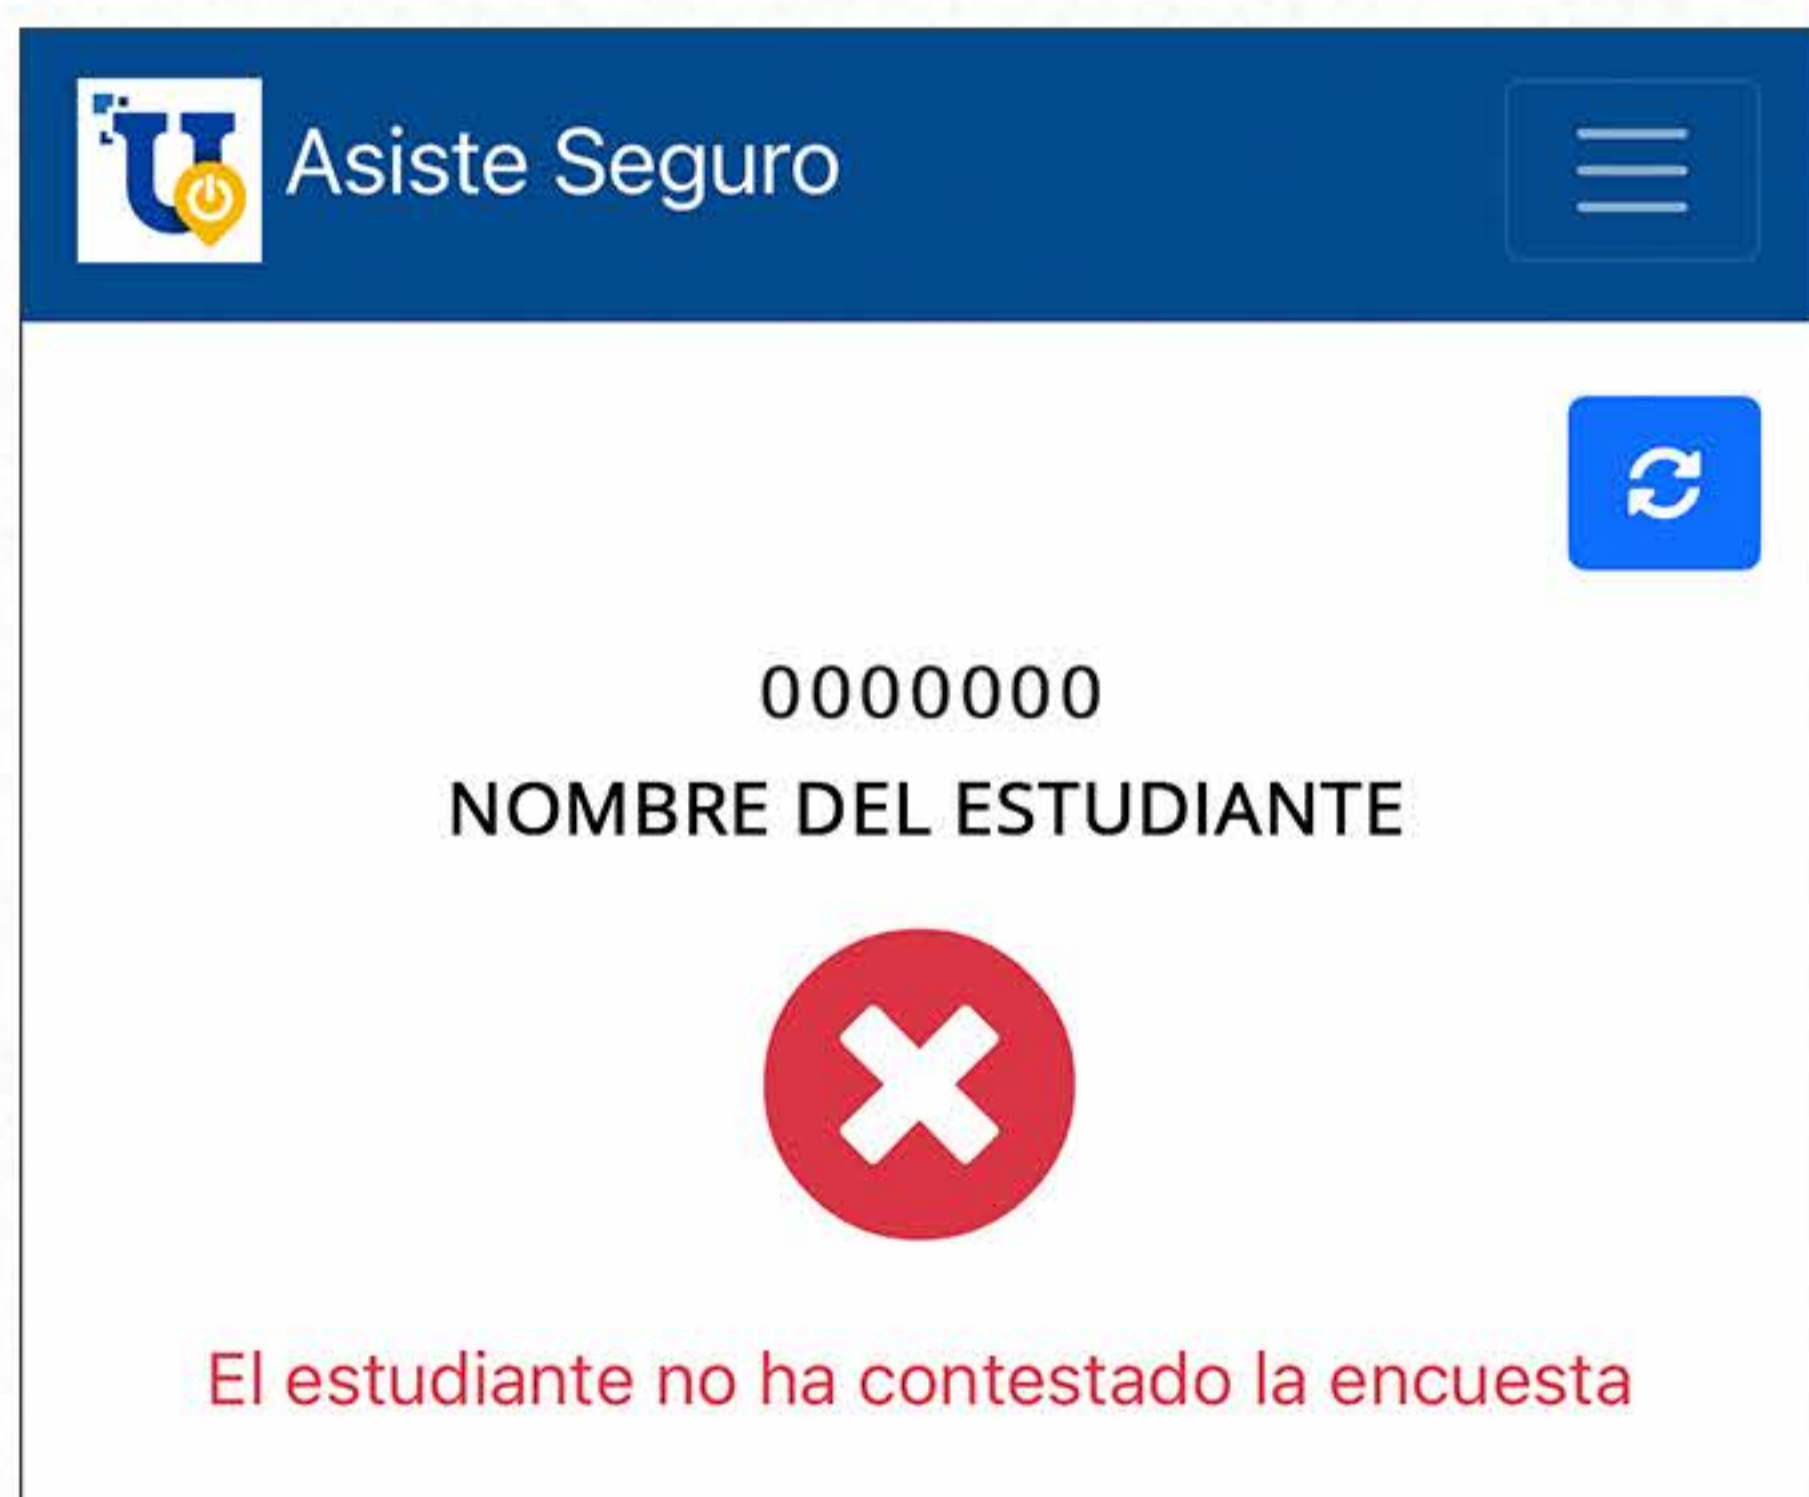 Asiste Seguro
0000000
NOMBRE DEL ESTUDIANTE
El estudiante no ha contestado la encuesta